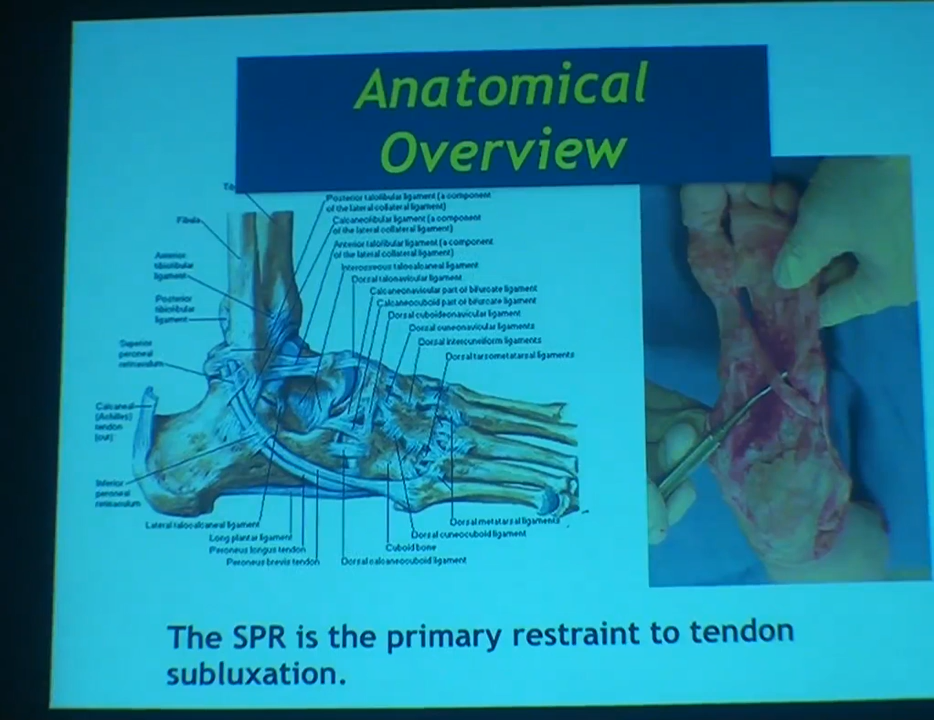 Anatomical
Overview
Posterior talofibular ligament (a component
of the lateral collateral ligament)
Calcaneofibular ligament (a component
of the lateral collateral ligament)
Anterior talofibular ligament (a component
of the lateral collateral ligament)
Interosseous talocalcaneal ligament
Dorsal talonavicular ligament
Calcaneonavicular part of bifurcate ligament
Calcaneocuboid part of bifurcate ligament
Dorsal cuboideonavicular ligament
Dorsal cuneonavicular ligaments
Dorsal intercuneiform ligaments
Dorsal tarsometatarsal ligaments
Fibula
Anterior
tibiofibular
ligament
Posterior
tibiofibular
ligament
Superior
peroneal
retinaculum
Calcaneal
(Achilles)
tendon
(cut)
Inferior
peroneal
retinaculum
Lateral talocalcaneal ligament
Long plantar ligament
Peroneus longus tendon
Peroneus brevis tendon
Dorsal metatarsal ligaments
Dorsal cuneocuboid ligament
Cuboid bone
Dorsal calcaneocuboid ligament
The SPR is the primary restraint to tendon
subluxation.